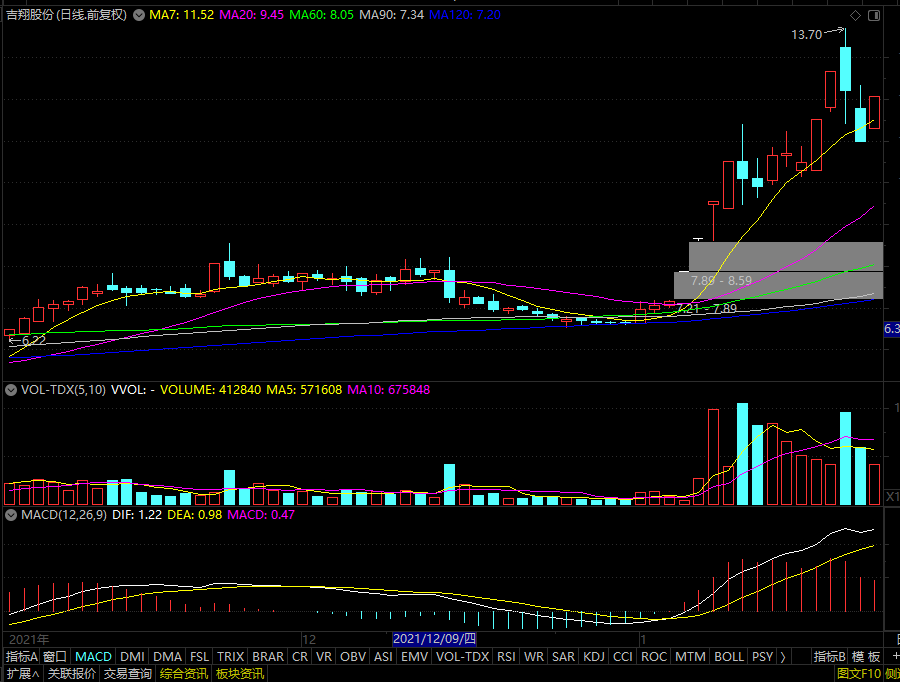 吉翔股份(日线.前复权) MA7: 11.52 MA20: 9.45 MA60: 8.05 MA90: 7.34 MA120: 7.20
13.70
7.89 - 8.59
7.21 - 7.89
6.22
6.3
VOL-TDX(5,10) VVOL: - VOLUME: 412840 MA5: 571608 MA10: 675848
1
X1
MACD(12,26,9) DIF: 1.22 DEA: 0.98 MACD: 0.47
2021年 12 2021/12/09/四 1
指标A 窗口 MACD DMI DMA FSL TRIX BRAR CR VR OBV ASI EMV VOL-TDX RSI WR SAR KDJ CCI ROC MTM BOLL PSY 指标B 模 板 +
扩展∧ 关联报价 交易查询 综合资讯 板块资讯 图文F10